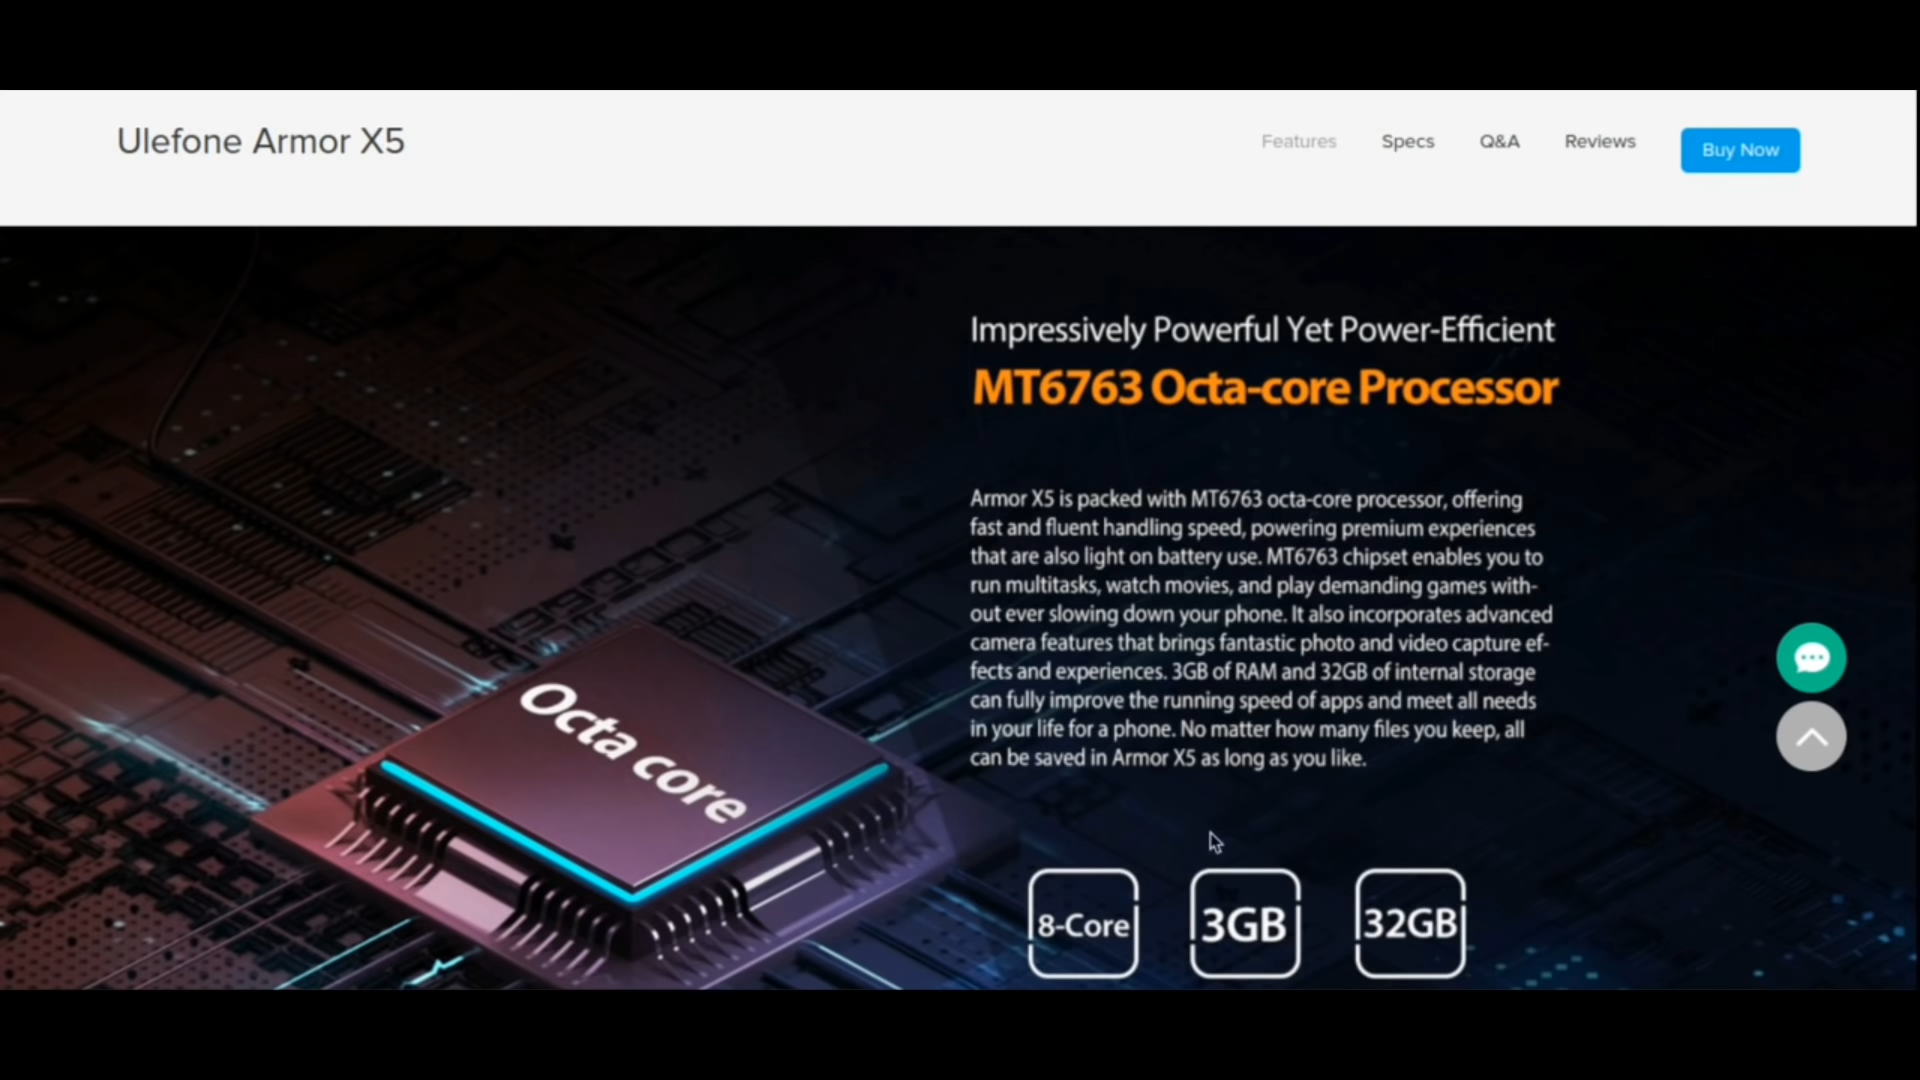 Ulefone Armor X5
Features Specs Q&A Reviews Buy Now
Impressively Powerful Yet Power-Efficient
MT6763 Octa-core Processor
Armor X5 is packed with MT6763 octa-core processor, offering
fast and fluent handling speed, powering premium experiences
that are also light on battery use. MT6763 chipset enables you to
run multitasks, watch movies, and play demanding games with-
out ever slowing down your phone. It also incorporates advanced
camera features that brings fantastic photo and video capture ef-
fects and experiences. 3GB of RAM and 32GB of internal storage
can fully improve the running speed of apps and meet all needs
in your life for a phone. No matter how many files you keep, all
can be saved in Armor X5 as long as you like.
Octa core
8-Core 3GB 32GB